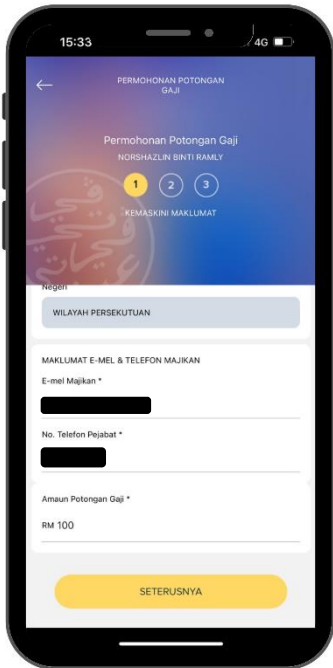 15:33
4G
PERMOHONAN POTONGAN
GAJI
Permohonan Potongan Gaji
NORSHAZLIN BINTI RAMLY
1 2 3
KEMASKINI MAKLUMAT
Negeri
WILAYAH PERSEKUTUAN
MAKLUMAT E-MEL & TELEFON MAJIKAN
E-mel Majikan *
No. Telefon Pejabat *
Amaun Potongan Gaji *
RM 100
SETERUSNYA